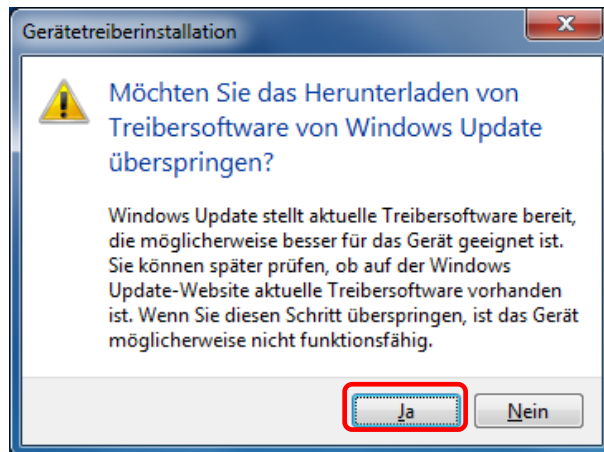 Gerätetreiberinstallation
Möchten Sie das Herunterladen von
Treibersoftware von Windows Update
überspringen?
Windows Update stellt aktuelle Treibersoftware bereit,
die möglicherweise besser für das Gerät geeignet ist.
Sie können später prüfen, ob auf der Windows
Update-Website aktuelle Treibersoftware vorhanden
ist. Wenn Sie diesen Schritt überspringen, ist das Gerät
möglicherweise nicht funktionsfähig.
Ja Nein